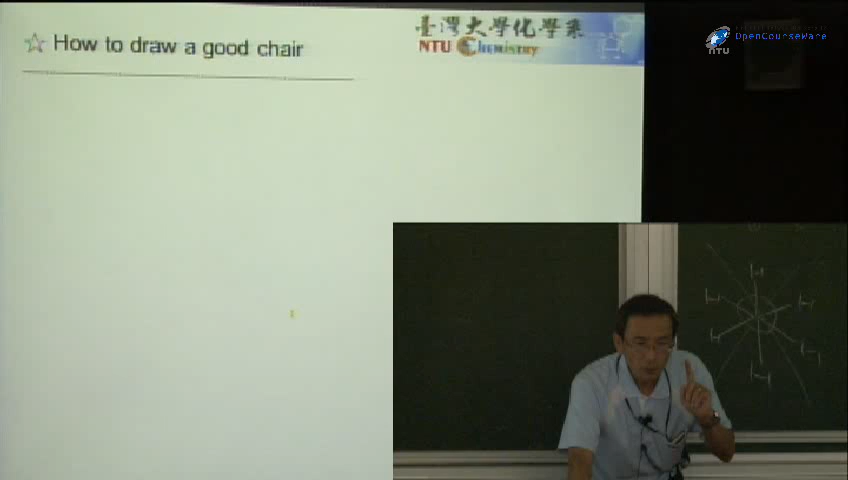 How to draw a good chair
臺灣大學化學系
NTU Chemistry
OpenCourseWare
NTU
H
H
H
H
H
H